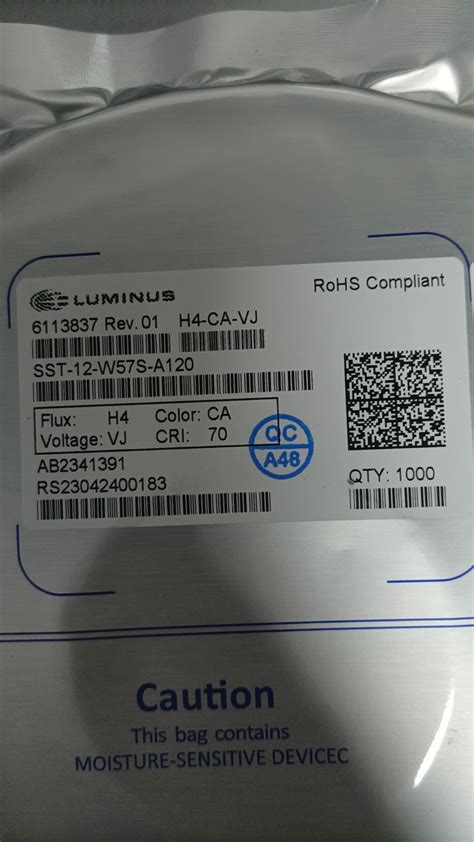 LUMINUS
RoHS Compliant
6113837 Rev.01 H4-CA-VJ
SST-12-W57S-A120
Flux: H4 Color: CA
Voltage: VJ CRI: 70
QC
A48
AB2341391
RS23042400183
QTY: 1000
Caution
This bag contains
MOISTURE-SENSITIVE DEVICEC